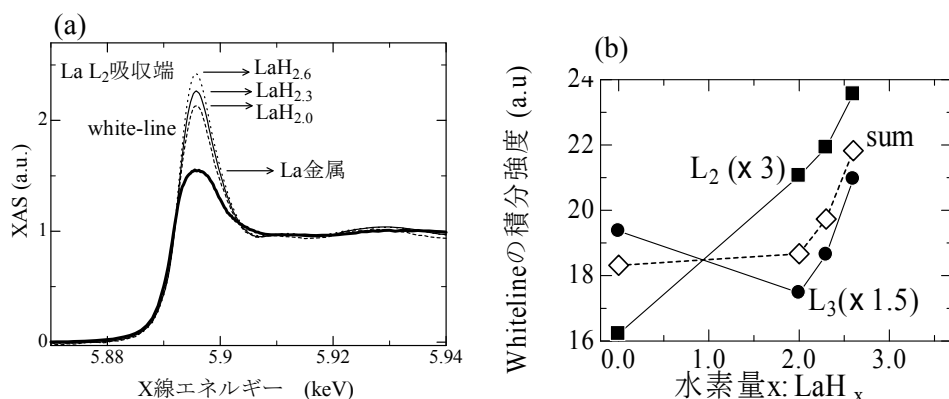 (a)
La L₂吸収端
LaH₂.₆
LaH₂.₃
LaH₂.₀
white-line
La金属
XAS (a.u.)
2
1
0
5.88
5.9
5.92
5.94
X線エネルギー (keV)
(b)
Whitelineの積分強度 (a.u)
24
22
20
18
16
sum
L₂ (x 3)
L₃(x 1.5)
0.0
1.0
2.0
3.0
水素量x: LaHₓ